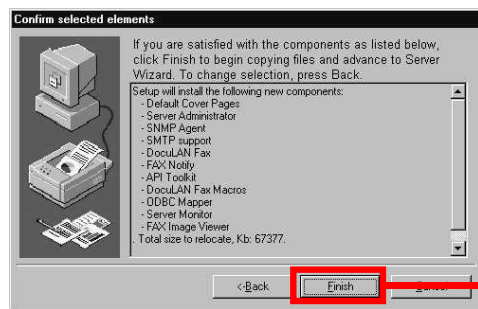 Confirm selected elements
If you are satisfied with the components as listed below,
click Finish to begin copying files and advance to Server
Wizard. To change selection, press Back.
Setup will install the following new components:
- Default Cover Pages
- Server Administrator
- SNMP Agent
- SMTP support
- DocuLAN Fax
- FAX Notify
- API Toolkit
- DocuLAN Fax Macros
- ODBC Mapper
- Server Monitor
- FAX Image Viewer
. Total size to relocate, Kb: 67377.
<-Back Finish